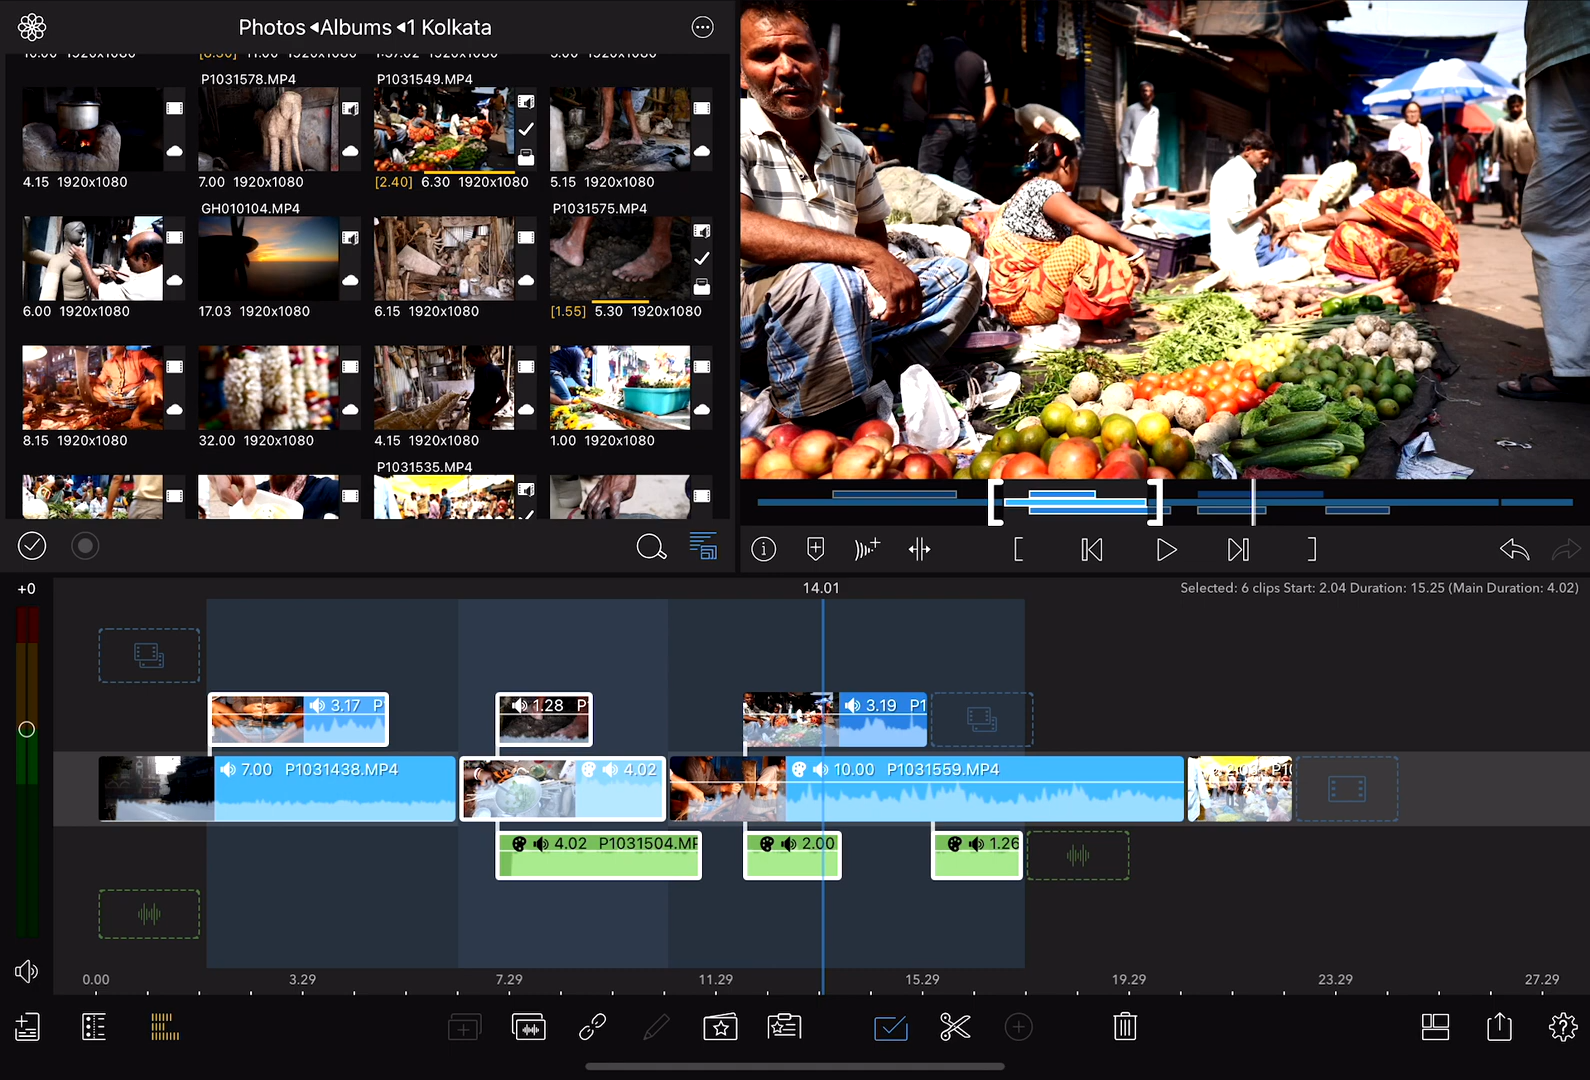 Photos ◂Albums ◂1 Kolkata
P1031578.MP4
P1031549.MP4
4.15 1920x1080
7.00 1920x1080
[2.40] 6.30 1920x1080
5.15 1920x1080
GH010104.MP4
P1031575.MP4
6.00 1920x1080
17.03 1920x1080
6.15 1920x1080
[1.55] 5.30 1920x1080
8.15 1920x1080
32.00 1920x1080
4.15 1920x1080
1.00 1920x1080
P1031535.MP4
+0
14.01
Selected: 6 clips Start: 2.04 Duration: 15.25 (Main Duration: 4.02)
3.17 P
1.28 P
3.19 P1
7.00 P1031438.MP4
4.02
10.00 P1031559.MP4
4.02 P1031504.MP
2.00
1.26
0.00 3.29 7.29 11.29 15.29 19.29 23.29 27.29